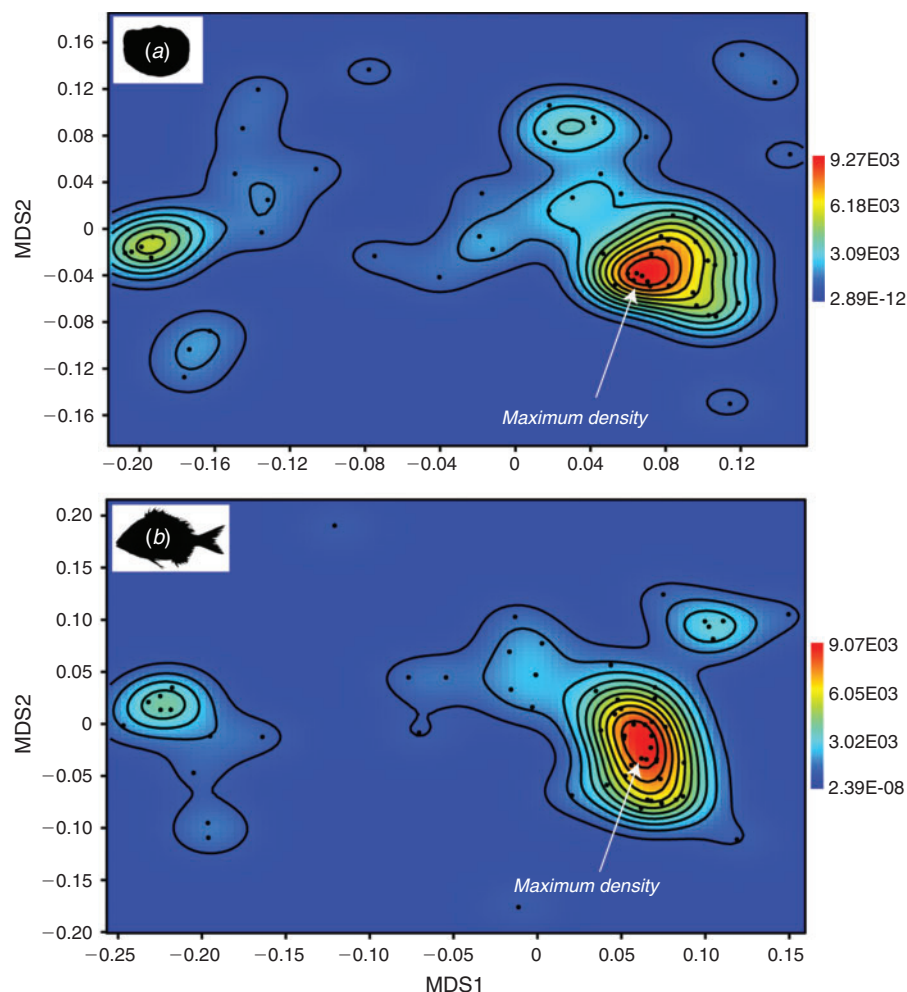 (a)
0.16
0.12
0.08
0.04
0
−0.04
−0.08
−0.12
−0.16
MDS2
−0.20 −0.16 −0.12 −0.08 −0.04 0 0.04 0.08 0.12
Maximum density
9.27E03
6.18E03
3.09E03
2.89E-12
(b)
0.20
0.15
0.10
0.05
0
−0.05
−0.10
−0.15
−0.20
MDS2
−0.25 −0.20 −0.15 −0.10 −0.05 0 0.05 0.10 0.15
MDS1
Maximum density
9.07E03
6.05E03
3.02E03
2.39E-08